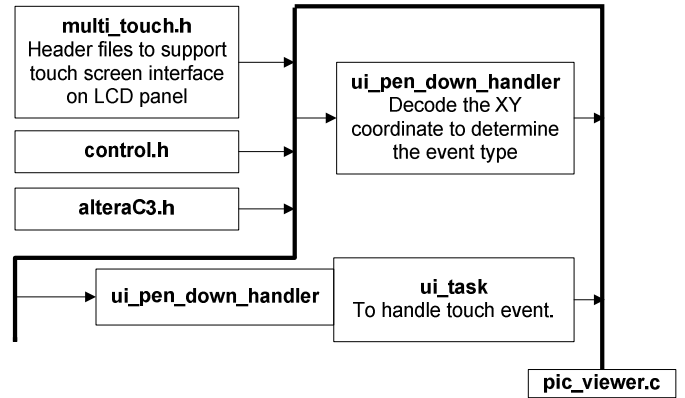 multi_touch.h
Header files to support
touch screen interface
on LCD panel
control.h
alteraC3.h
ui_pen_down_handler
Decode the XY
coordinate to determine
the event type
ui_pen_down_handler
ui_task
To handle touch event.
pic_viewer.c